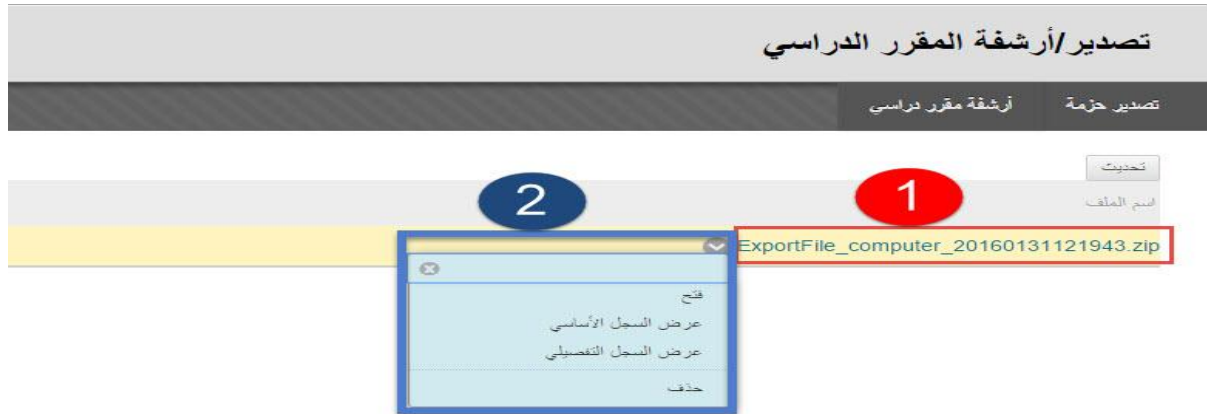 تصدير/أرشفة المقرر الدراسي
تصدير حزمة
أرشفة مقرر دراسي
تحديث
اسم الملف
1
2
ExportFile_computer_20160131121943.zip
فتح
عرض السجل الأساسي
عرض السجل التفصيلي
حذف